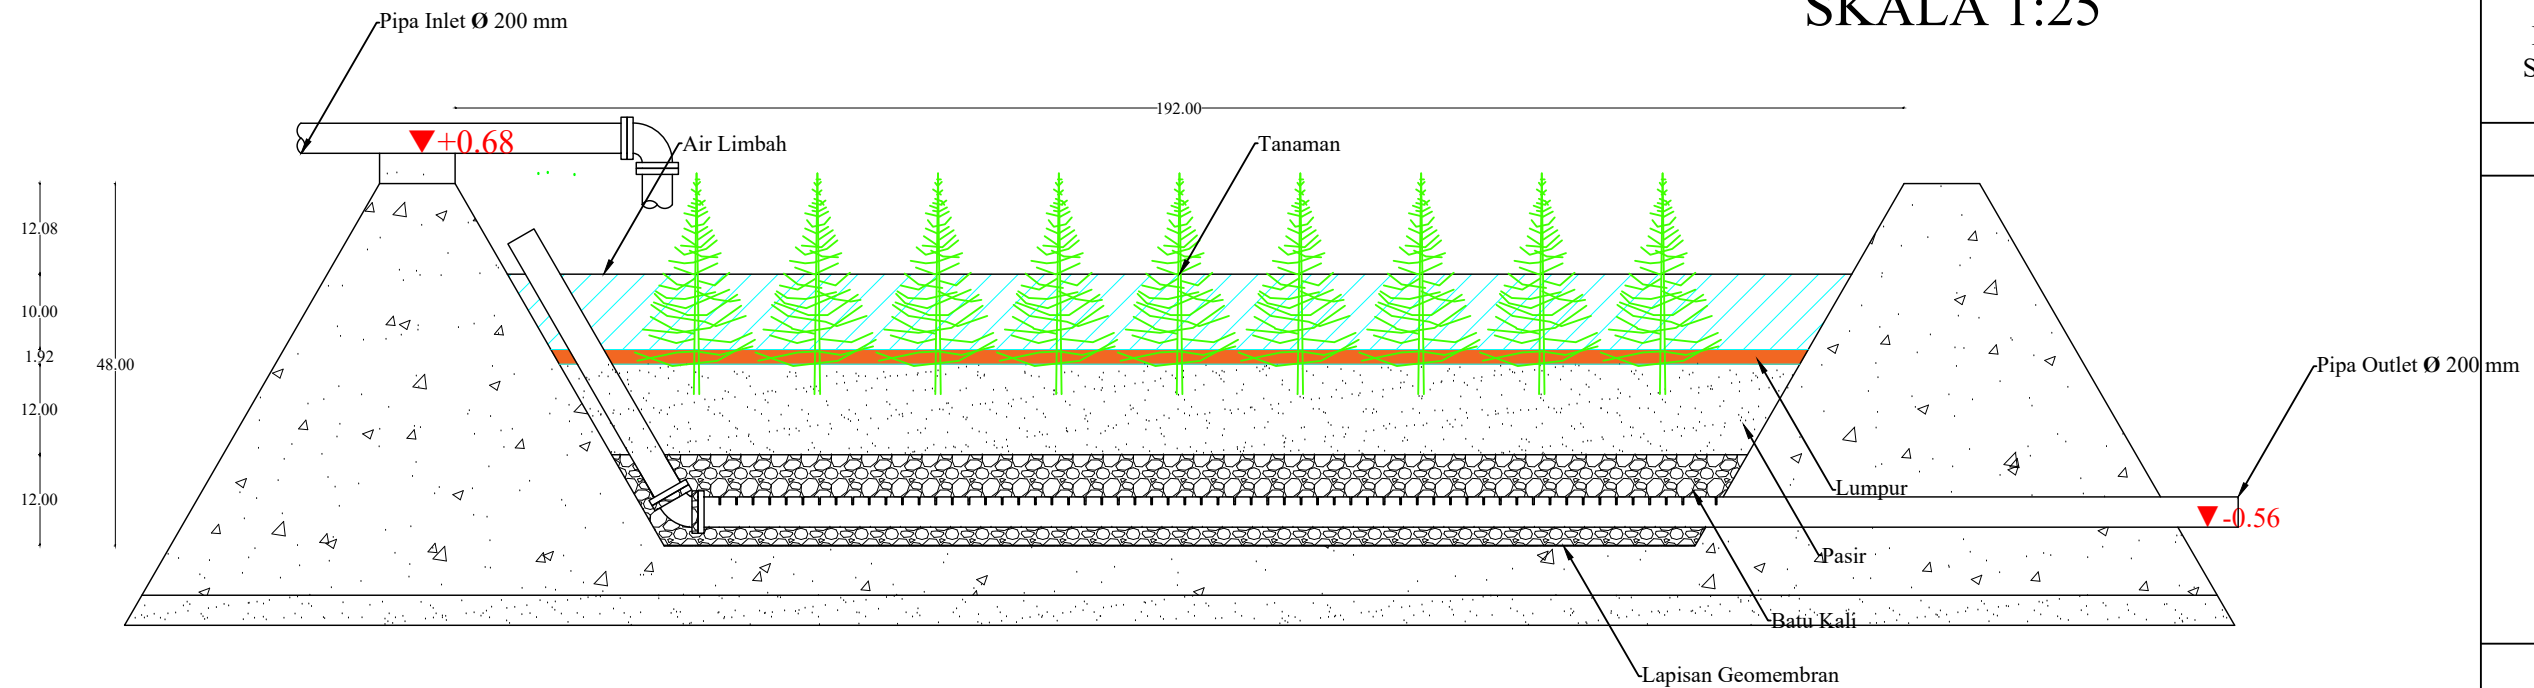 SKALA 1:25
Pipa Inlet Ø 200 mm
S
192.00
+0.68
Air Limbah
Tanaman
12.08
10.00
1.92
48.00
Pipa Outlet Ø 200 mm
12.00
Lumpur
12.00
-0.56
Pasir
Batu Kali
Lapisan Geomembran